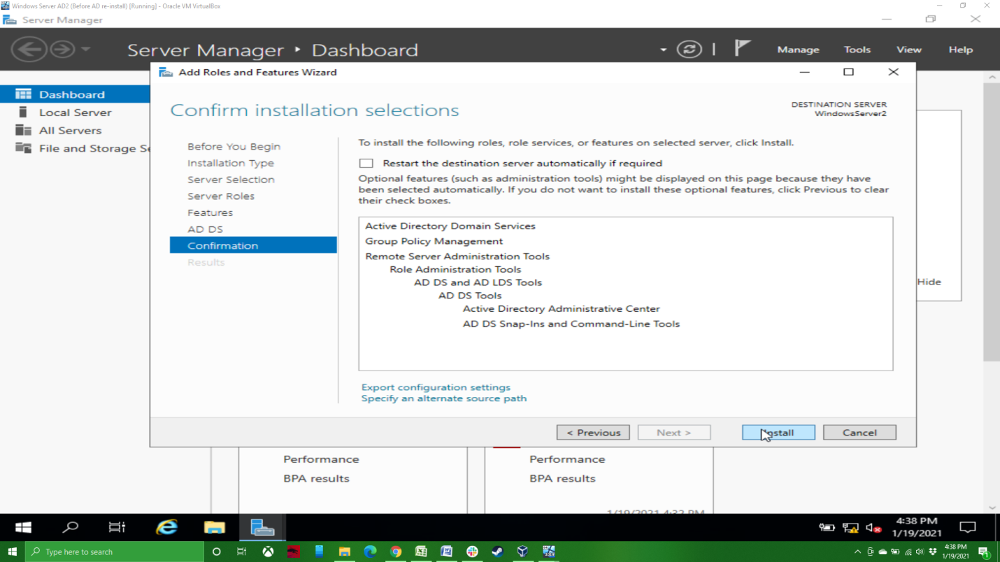 Windows Server AD2 (Before AD re-install) [Running] - Oracle VM VirtualBox
Server Manager
Server Manager ‣ Dashboard
Manage Tools View Help
Add Roles and Features Wizard
Confirm installation selections
DESTINATION SERVER
WindowsServer2
Dashboard
Local Server
All Servers
File and Storage Se
Before You Begin
Installation Type
Server Selection
Server Roles
Features
AD DS
Confirmation
Results
To install the following roles, role services, or features on selected server, click Install.
Restart the destination server automatically if required
Optional features (such as administration tools) might be displayed on this page because they have
been selected automatically. If you do not want to install these optional features, click Previous to clear
their check boxes.
Active Directory Domain Services
Group Policy Management
Remote Server Administration Tools
Role Administration Tools
AD DS and AD LDS Tools
AD DS Tools
Active Directory Administrative Center
AD DS Snap-Ins and Command-Line Tools
Export configuration settings
Specify an alternate source path
Hide
< Previous Next > Install Cancel
Performance
BPA results
Performance
BPA results
1/19/2021 4:32 PM
4:38 PM
1/19/2021
Type here to search
4:38 PM
1/19/2021